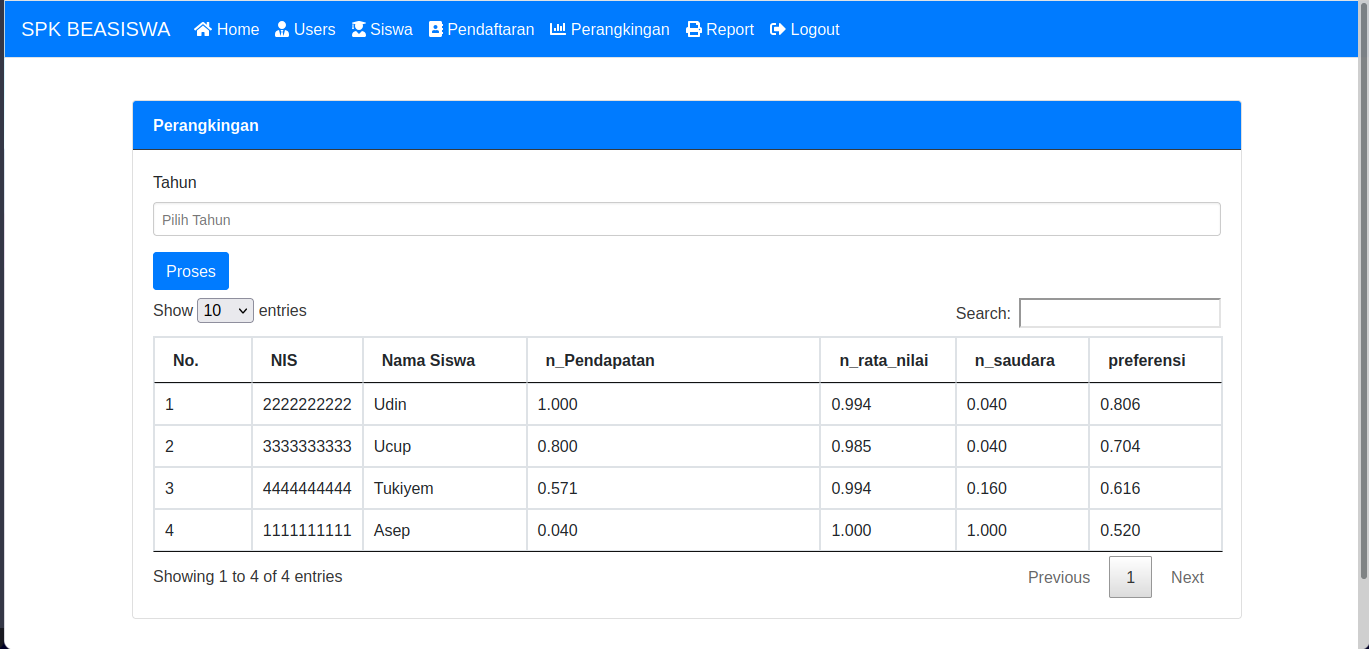 SPK BEASISWA Home Users Siswa Pendaftaran Perangkingan Report Logout
Perangkingan
Tahun
Pilih Tahun
Proses
Show 10 entries Search:
No. NIS Nama Siswa n_Pendapatan n_rata_nilai n_saudara preferensi
1 2222222222 Udin 1.000 0.994 0.040 0.806
2 3333333333 Ucup 0.800 0.985 0.040 0.704
3 4444444444 Tukiyem 0.571 0.994 0.160 0.616
4 1111111111 Asep 0.040 1.000 1.000 0.520
Showing 1 to 4 of 4 entries Previous 1 Next